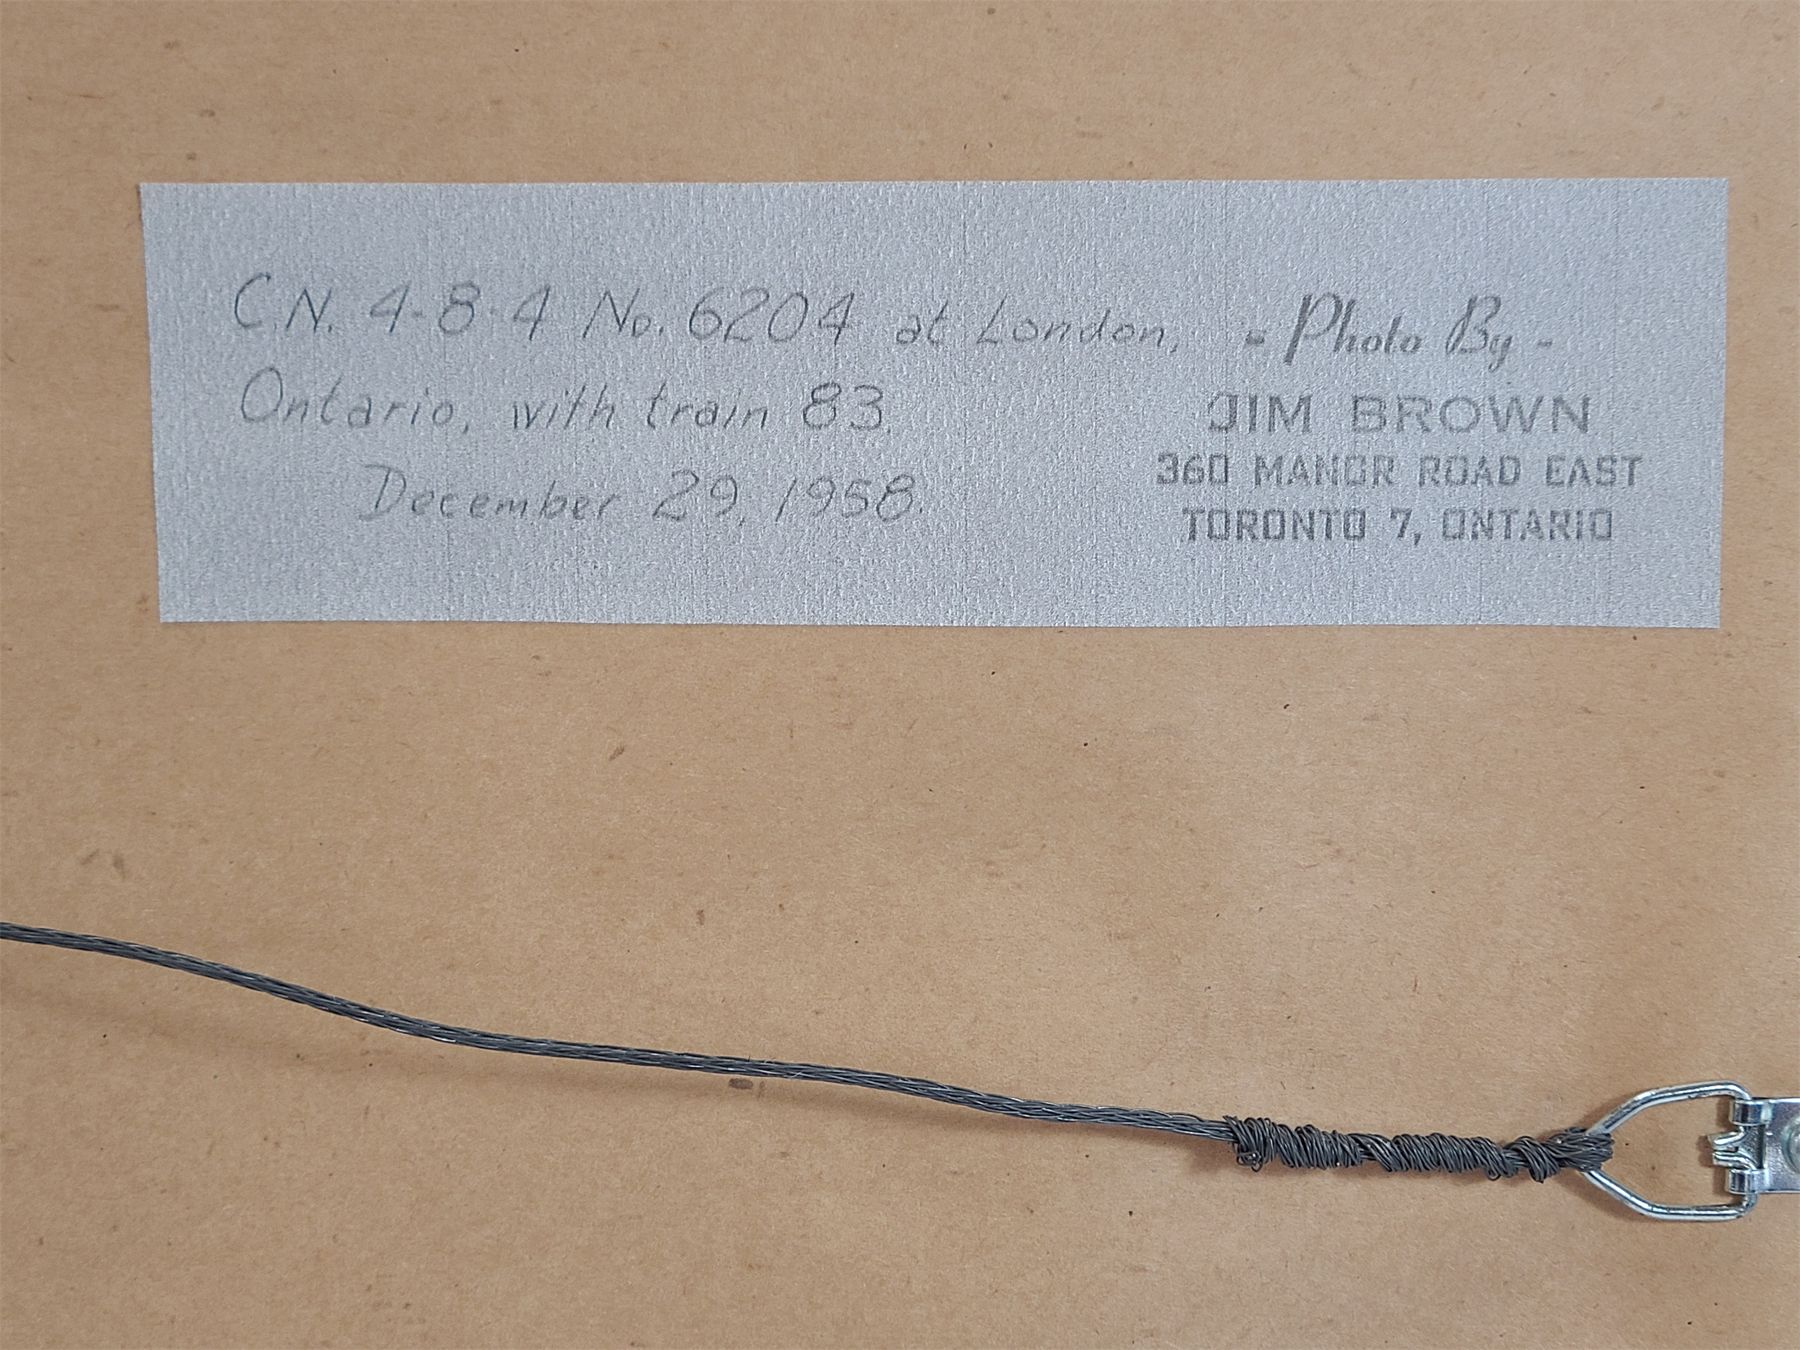 C.N. 4-8-4 No. 6204 at London,
Ontario, with train 83.
December 29, 1958.
- Photo By -
JIM BROWN
360 MANOR ROAD EAST
TORONTO 7, ONTARIO